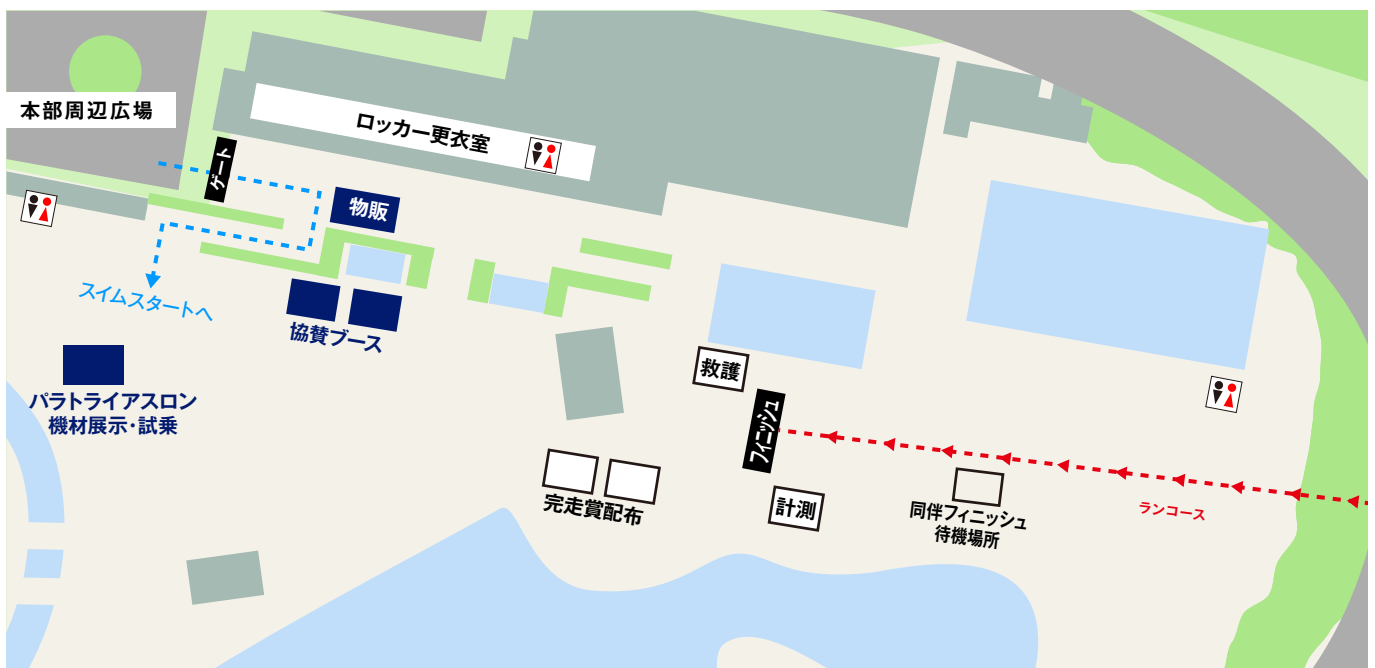 本部周辺広場
ロッカー更衣室
ゲート
物販
スイムスタートへ
協賛ブース
パラトライアスロン
機材展示・試乗
救護
フィニッシュ
完走賞配布
計測
同伴フィニッシュ
待機場所
ランコース